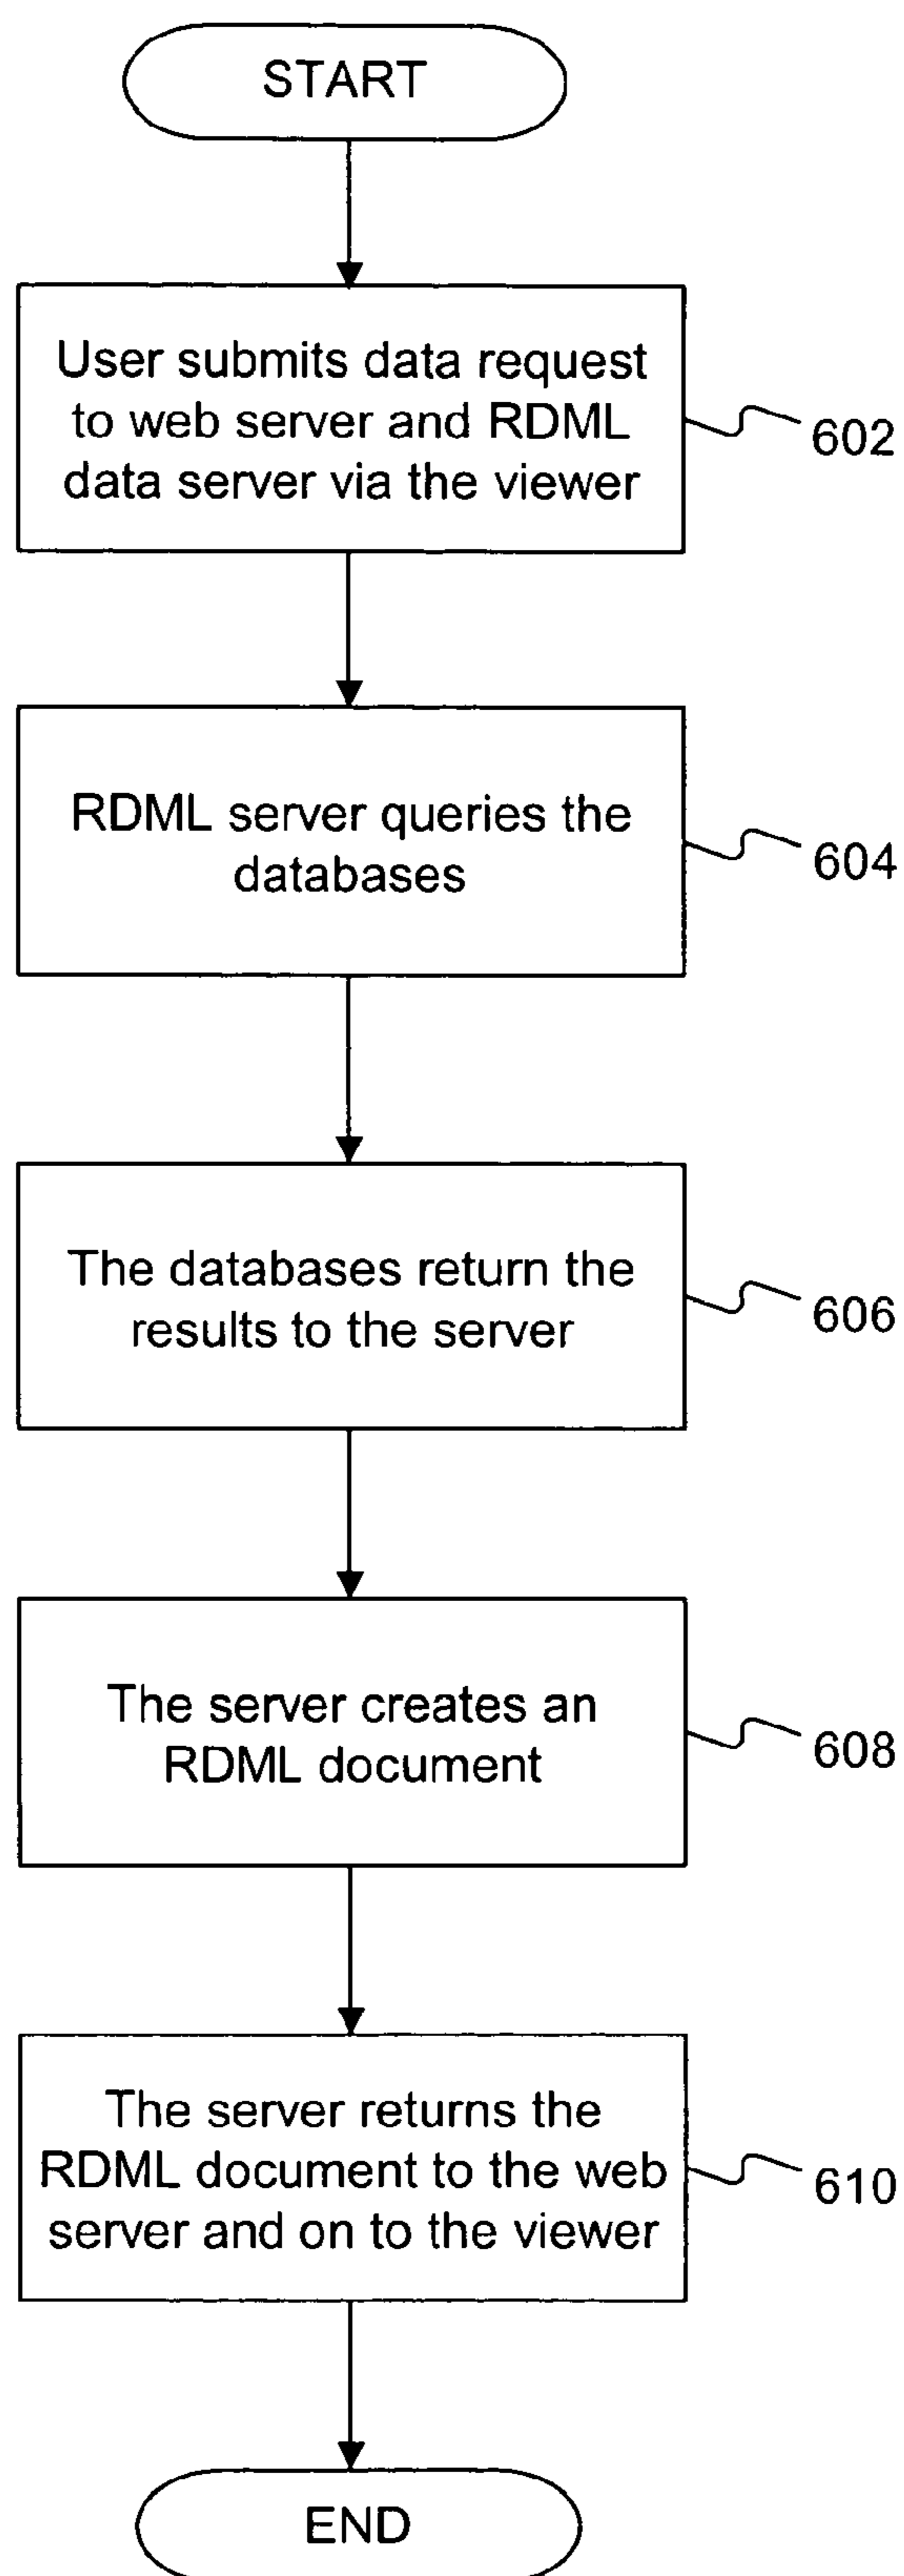 START
User submits data request
to web server and RDML
data server via the viewer
602
RDML server queries the
databases
604
The databases return the
results to the server
606
The server creates an
RDML document
608
The server returns the
RDML document to the web
server and on to the viewer
610
END